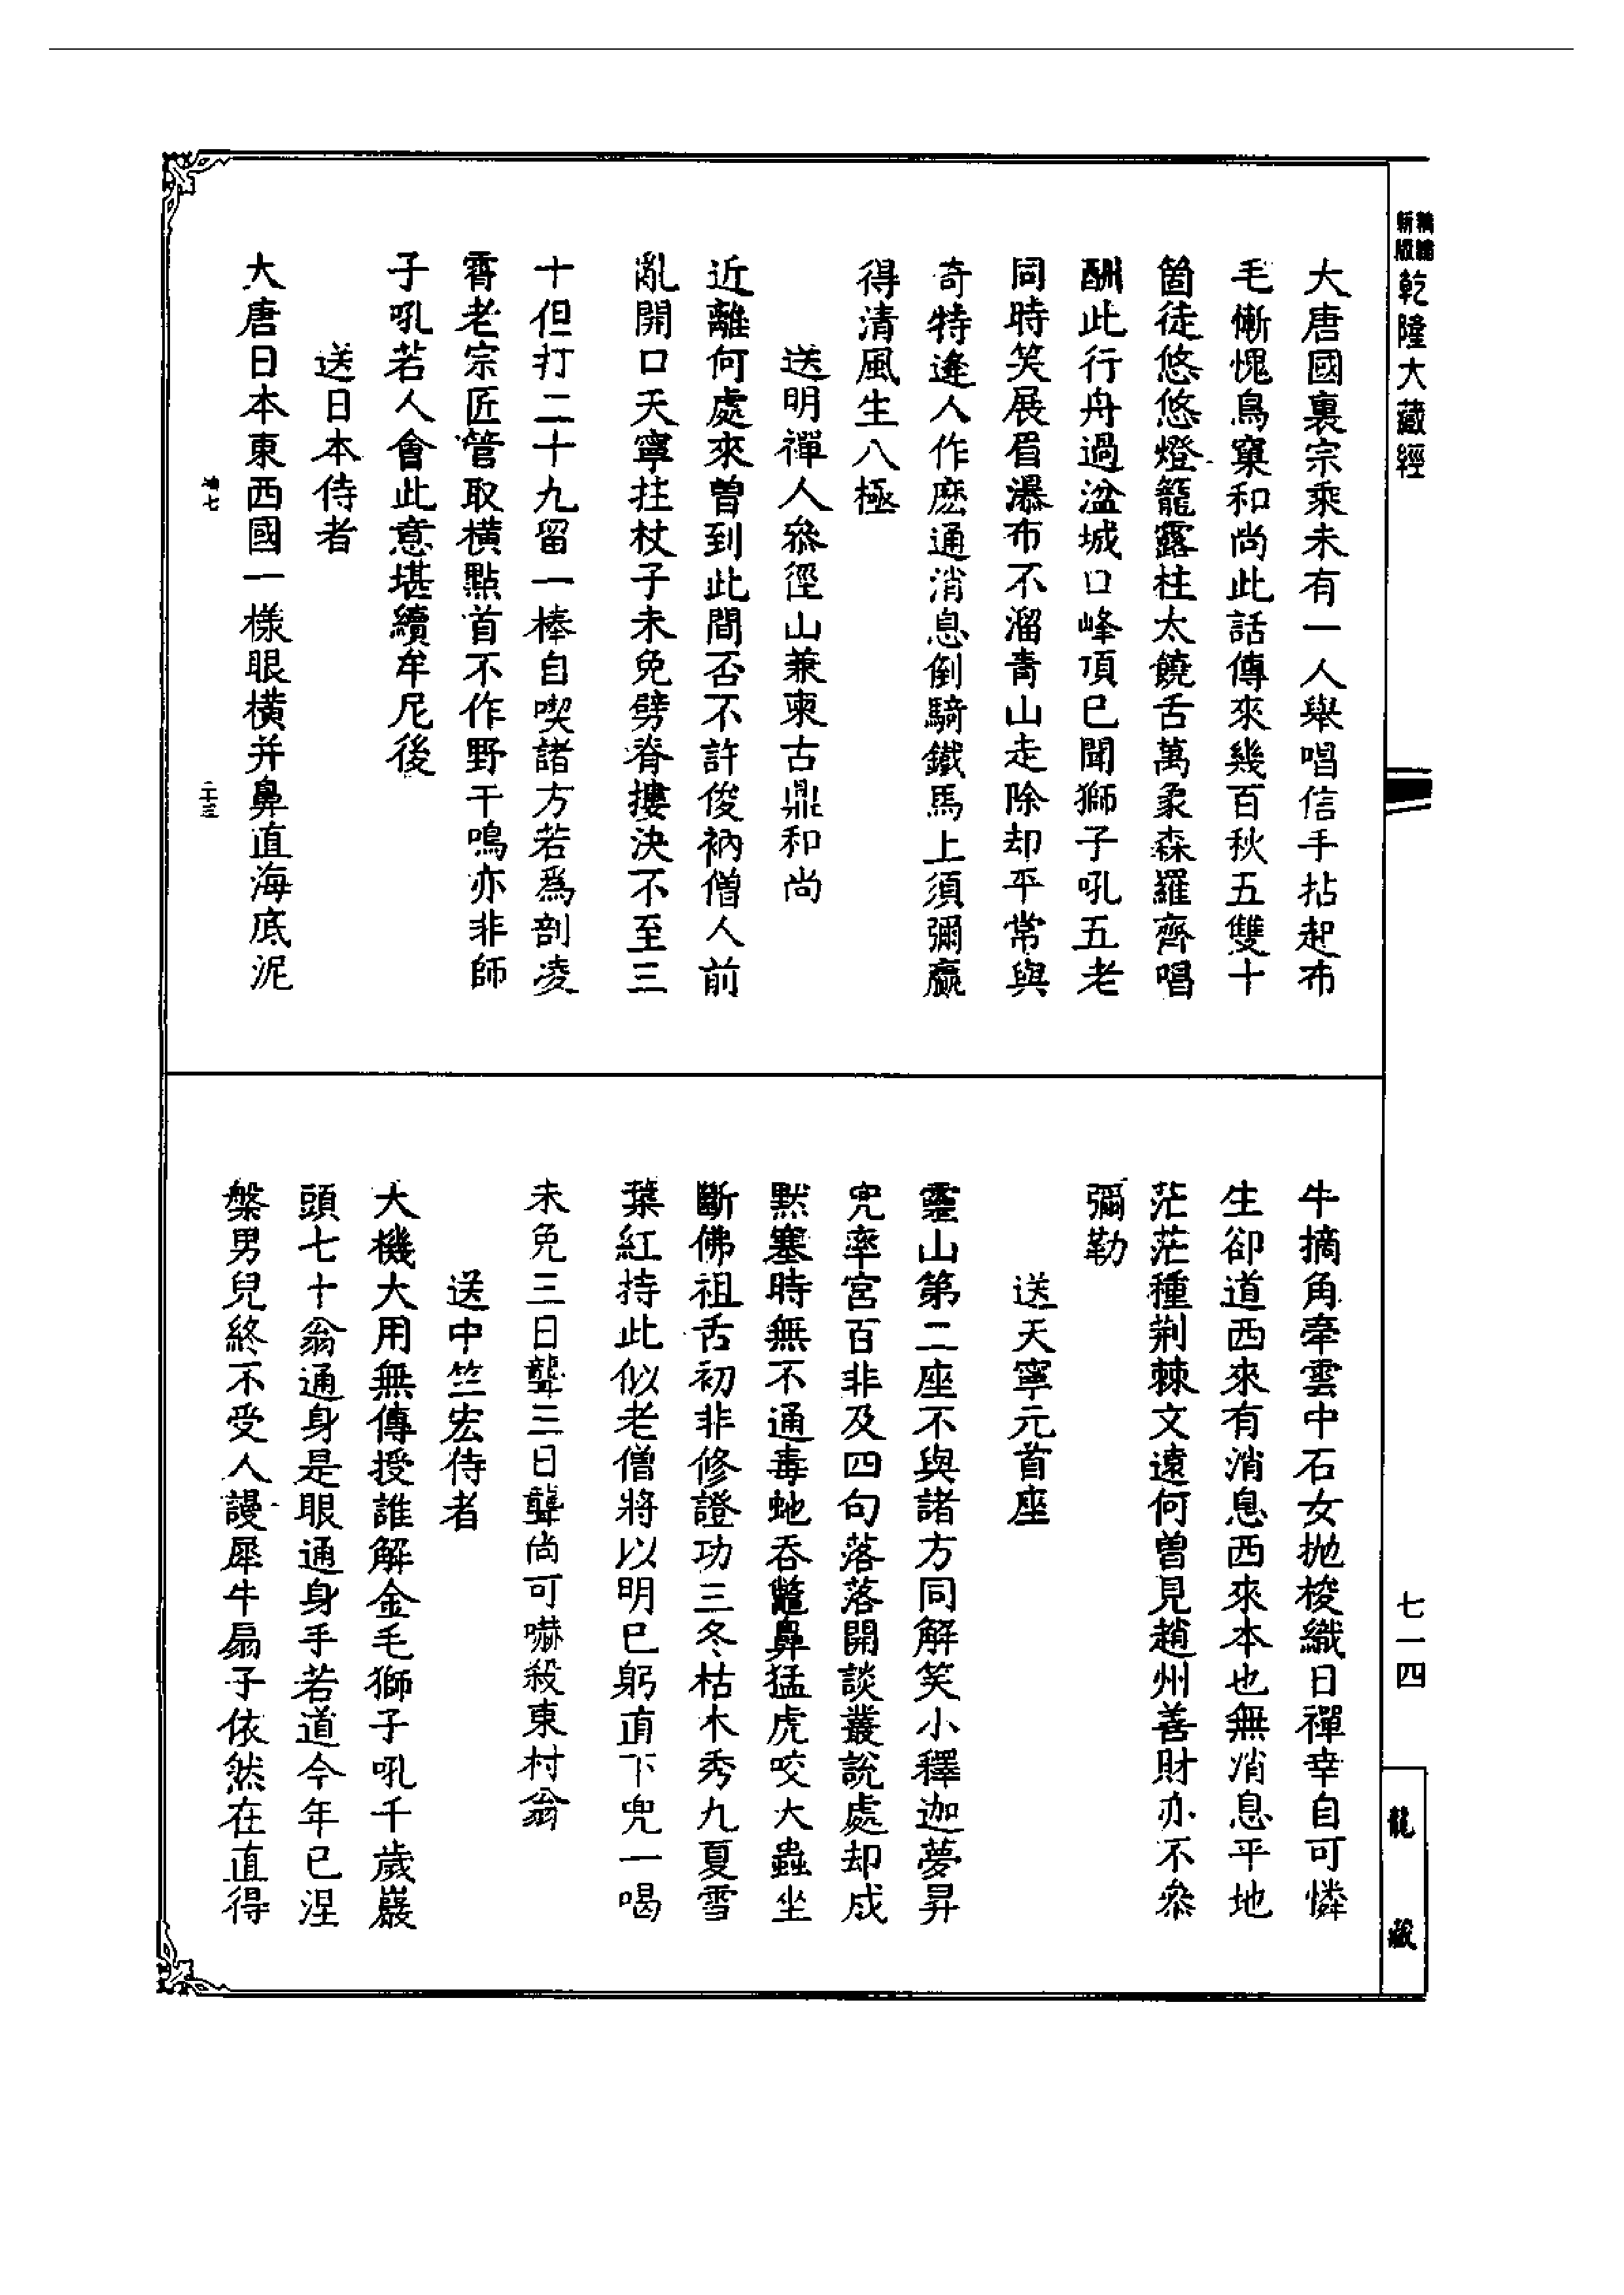 精譜
新版
乾隆大藏經
大唐國裏宗乘未有一人舉唱信手拈起布
毛慚愧鳥窠和尚此話傳來幾百秋五雙十
箇徒悠悠燈籠露柱太饒舌萬象森羅齊唱
酬此行舟過湓城口峰頂已聞獅子吼五老
同時笑展眉瀑布不溜青山走除却平常與
奇特逢人作麽通消息倒騎鐵馬上須彌贏
得清風生八極
送明禪人叅徑山兼柬古鼎和尚
近離何處來曾到此間否不許俊衲僧人前
亂開口天寧拄杖子未免劈脊摟決不至三
十但打二十九留一棒自喫諸方若爲剖凌
霄老宗匠管取橫點首不作野干鳴亦非師
子吼若人會此意堪續牟尼後
送日本侍者
大唐日本東西國一樣眼橫并鼻直海底泥
七
二十三
牛摘角牽雲中石女拋梭織日禪幸自可憐
生卻道西來有消息西來本也無消息平地
茫茫種荆棘文遠何曾見趙州善財亦不叅
彌勒
送天寧元首座
靈山第二座不與諸方同解笑小釋迦夢昇
兜率宮百非及四句落落開談叢說處却成
默塞時無不通毒虵吞鼈鼻猛虎咬大蟲坐
斷佛祖舌初非修證功三冬枯木秀九夏雪
葉紅持此似老僧將以明已躬直下兜一喝
未免三日聾三日聾尚可嚇殺東村翁
送中竺宏侍者
大機大用無傳授誰解金毛獅子吼千歲巖
頭七十翁通身是眼通身手若道今年已涅
槃男兒終不受人謾犀牛扇子依然在直得
七一四
龍藏